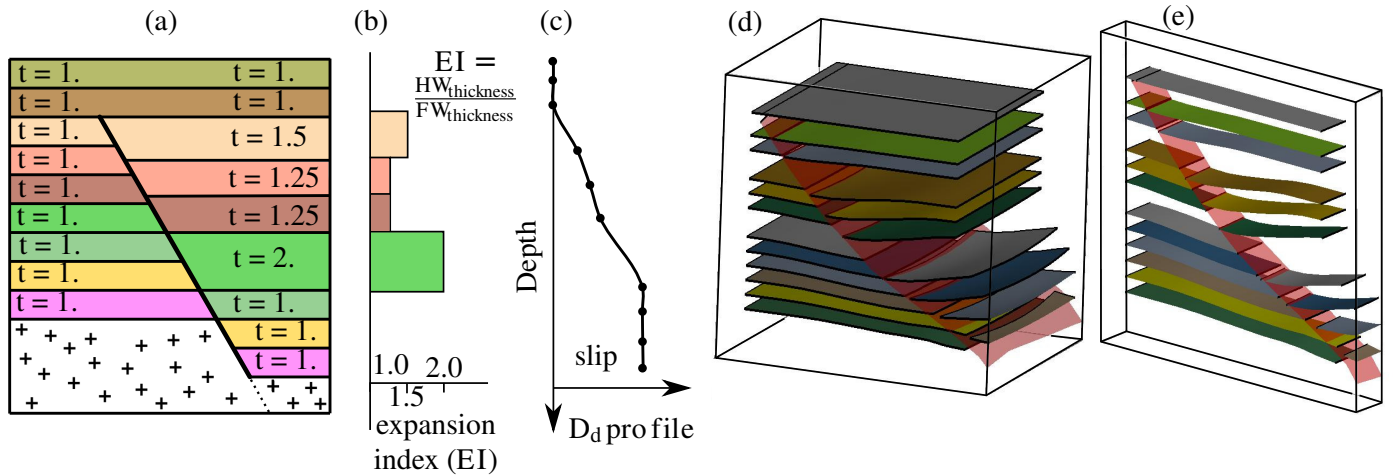 (a)
t = 1. t = 1.
t = 1. t = 1.
t = 1. t = 1.5
t = 1. t = 1.25
t = 1. t = 1.25
t = 1. t = 2.
t = 1.
t = 1. t = 1.
t = 1. t = 1.
t = 1.
(b)
EI =
HWthickness
FWthickness
1.0 2.0
1.5
expansion
index (EI)
(c)
Depth
slip
Dd pro file
(d)
(e)